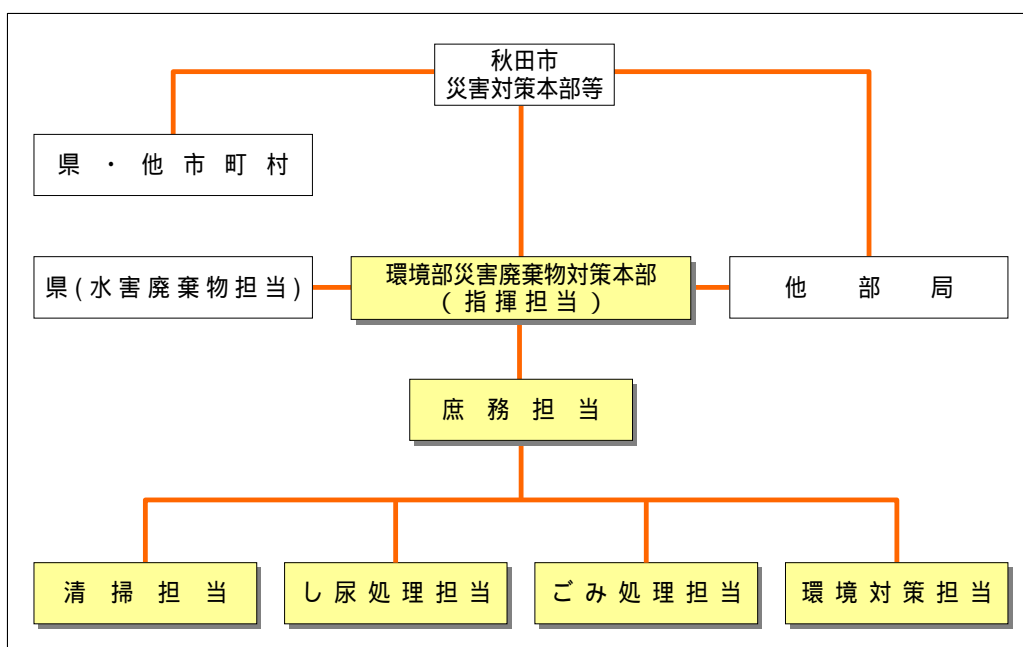 秋田市
災害対策本部等
県・他市町村
県(水害廃棄物担当)
環境部災害廃棄物対策本部
(指揮担当)
他部局
庶務担当
清掃担当
し尿処理担当
ごみ処理担当
環境対策担当